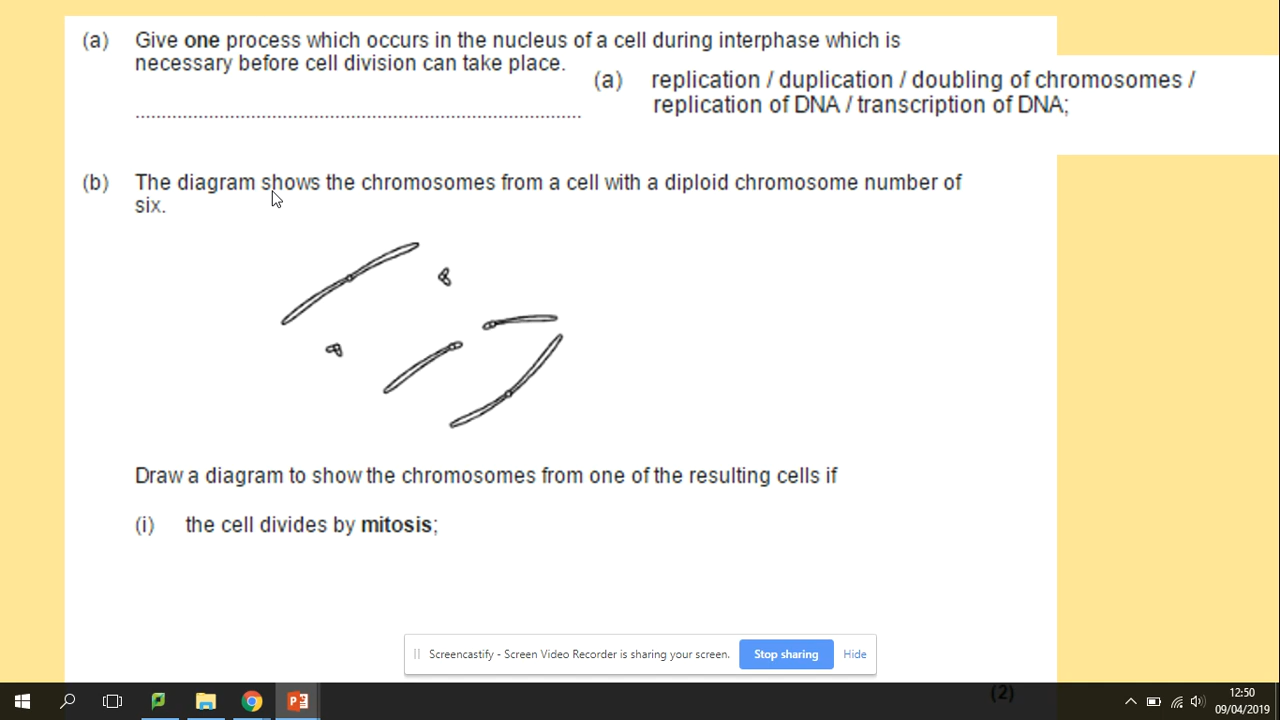 (a) Give one process which occurs in the nucleus of a cell during interphase which is
necessary before cell division can take place.
(a) replication / duplication / doubling of chromosomes /
replication of DNA / transcription of DNA;
................................................................................
(b) The diagram shows the chromosomes from a cell with a diploid chromosome number of
six.
Draw a diagram to show the chromosomes from one of the resulting cells if
(i) the cell divides by mitosis;
Screencastify - Screen Video Recorder is sharing your screen. Stop sharing Hide
(2)
12:50
09/04/2019